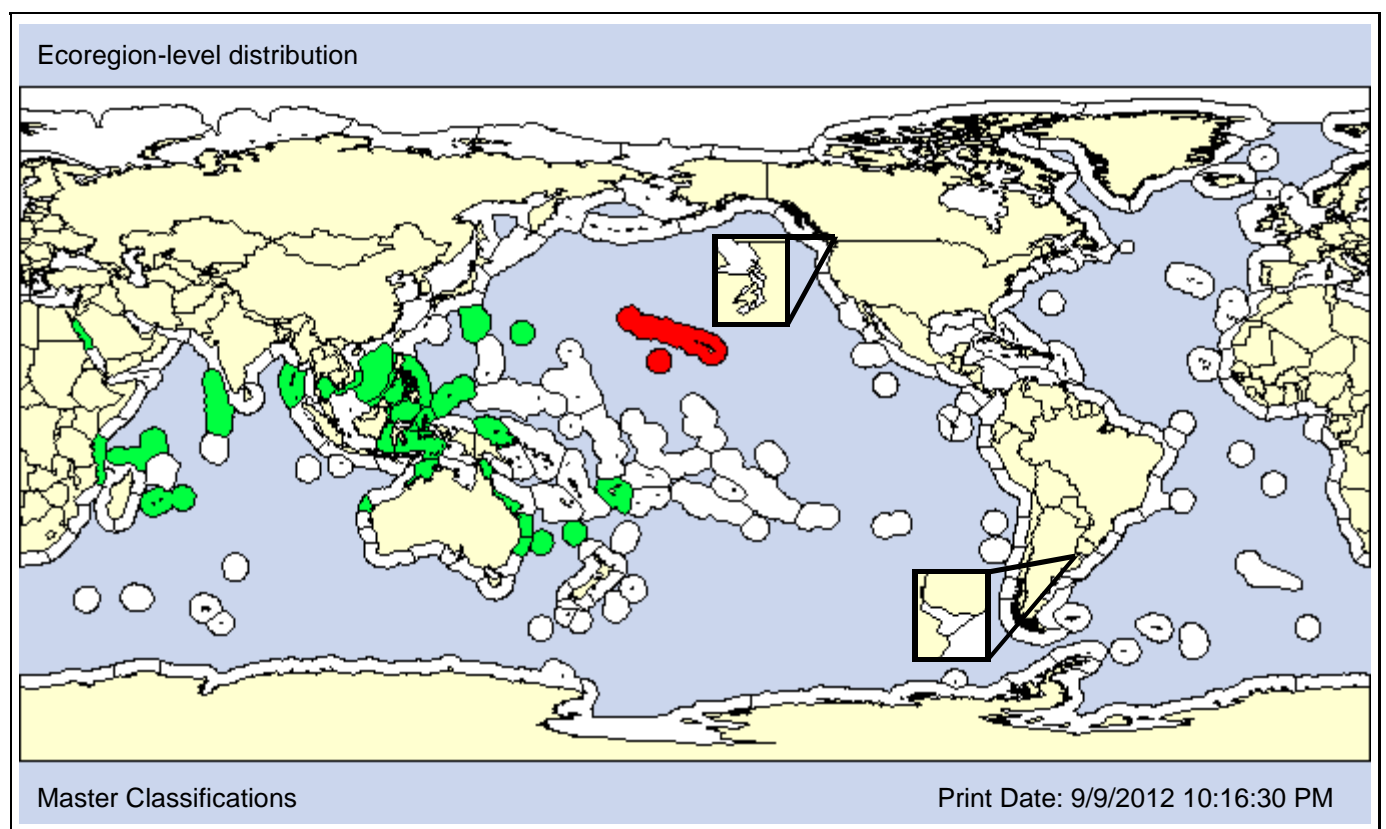 Ecoregion-level distribution
Master Classifications
Print Date: 9/9/2012 10:16:30 PM